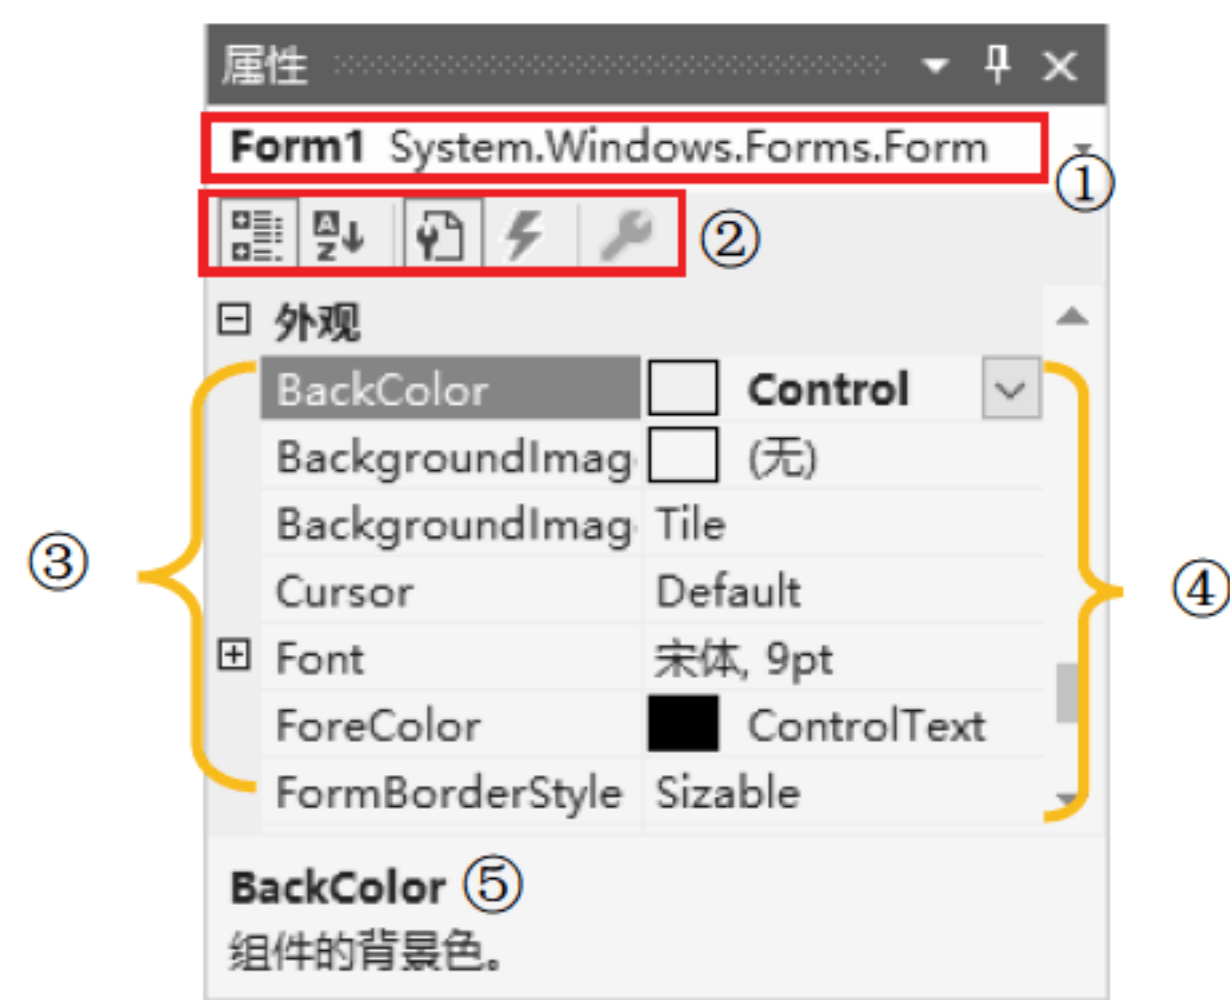 属性
Form1 System.Windows.Forms.Form
①
A
Z
②
外观
BackColor Control
BackgroundImag (无)
BackgroundImag Tile
③
Cursor Default
④
Font 宋体, 9pt
ForeColor ControlText
FormBorderStyle Sizable
BackColor ⑤
组件的背景色。